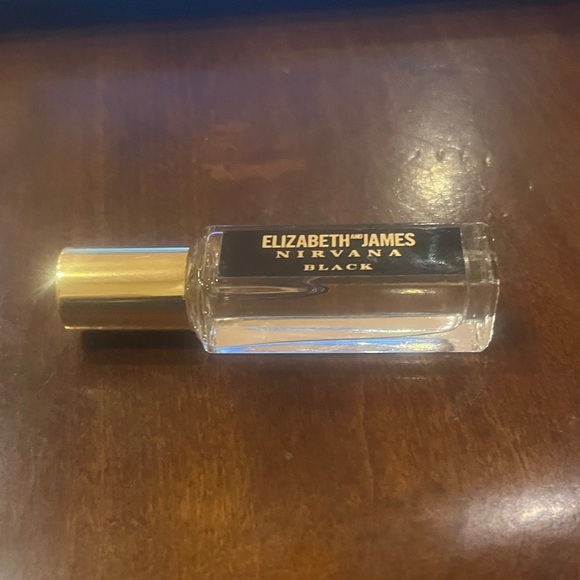 ELIZABETH AND JAMES
NIRVANA
BLACK